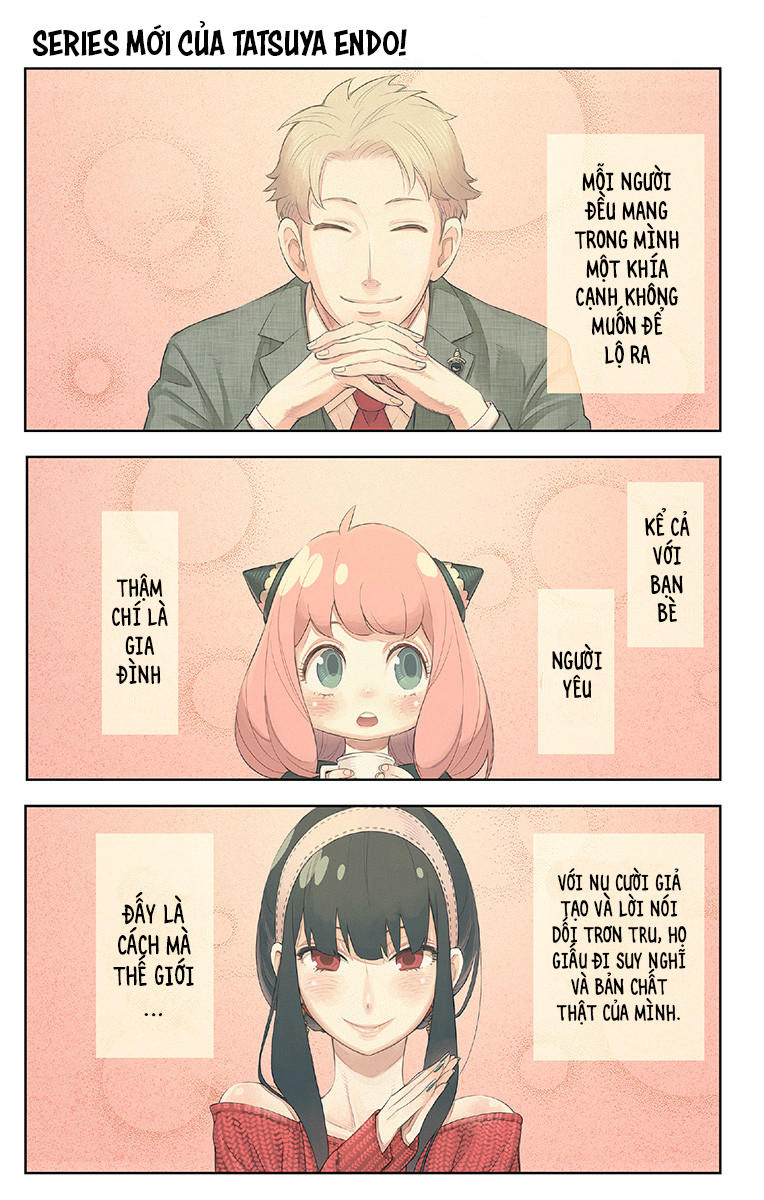 SERIES MỚI CỦA TATSUYA ENDO!
MỖI NGƯỜI
ĐỀU MANG
TRONG MÌNH
MỘT KHÍA
CẠNH KHÔNG
MUỐN ĐỂ
LỘ RA
KỂ CẢ
VỚI
BẠN
BÈ
NGƯỜI
YÊU
THẬM
CHÍ LÀ
GIA
ĐÌNH
VỚI NỤ CƯỜI GIẢ
TẠO VÀ LỜI NÓI
DỐI TRƠN TRU, HỌ
GIẤU ĐI SUY NGHĨ
VÀ BẢN CHẤT
THẬT CỦA MÌNH.
ĐẤY LÀ
CÁCH MÀ
THẾ GIỚI
...